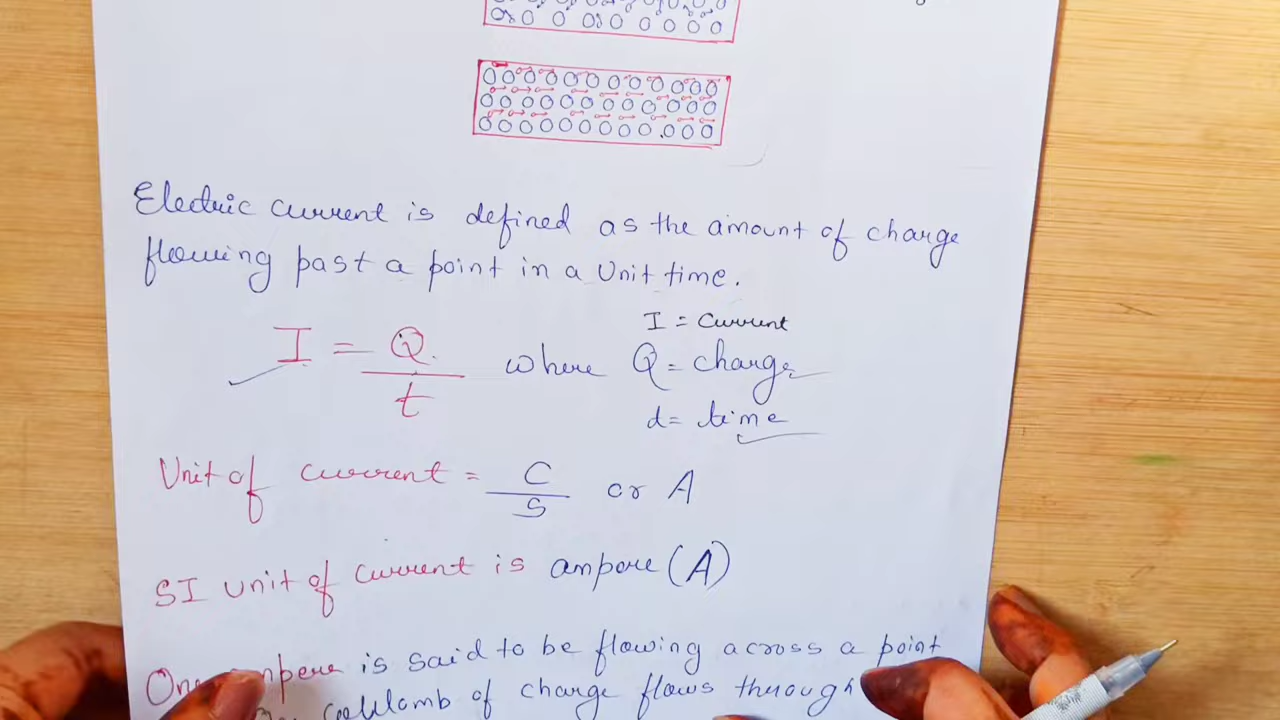 Electric current is defined as the amount of charge
flowing past a point in a Unit time.
I = Q/t where
I = Current
Q = charge
d = time
Unit of current = C/S or A
SI unit of current is ampere (A)
One ampere is said to be flowing across a point
coulomb of charge flows through